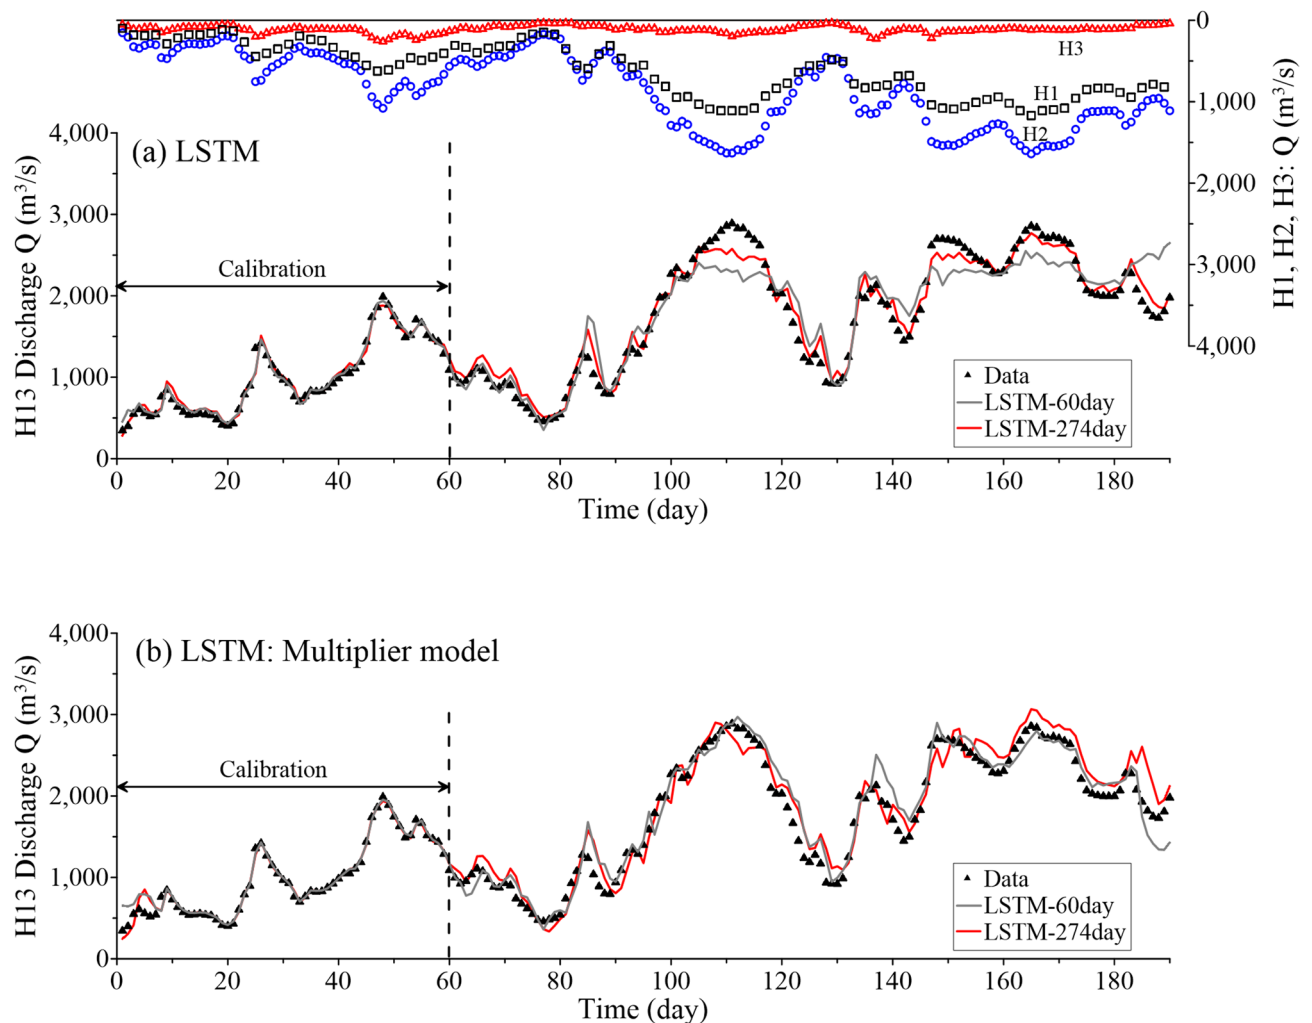 0
1,000
2,000
3,000
4,000
H1, H2, H3: Q (m³/s)
H3
H1
H2
(a) LSTM
4,000
3,000
2,000
1,000
0
H13 Discharge Q (m³/s)
Calibration
Data
LSTM-60day
LSTM-274day
0 20 40 60 80 100 120 140 160 180
Time (day)
(b) LSTM: Multiplier model
4,000
3,000
2,000
1,000
0
H13 Discharge Q (m³/s)
Calibration
Data
LSTM-60day
LSTM-274day
0 20 40 60 80 100 120 140 160 180
Time (day)